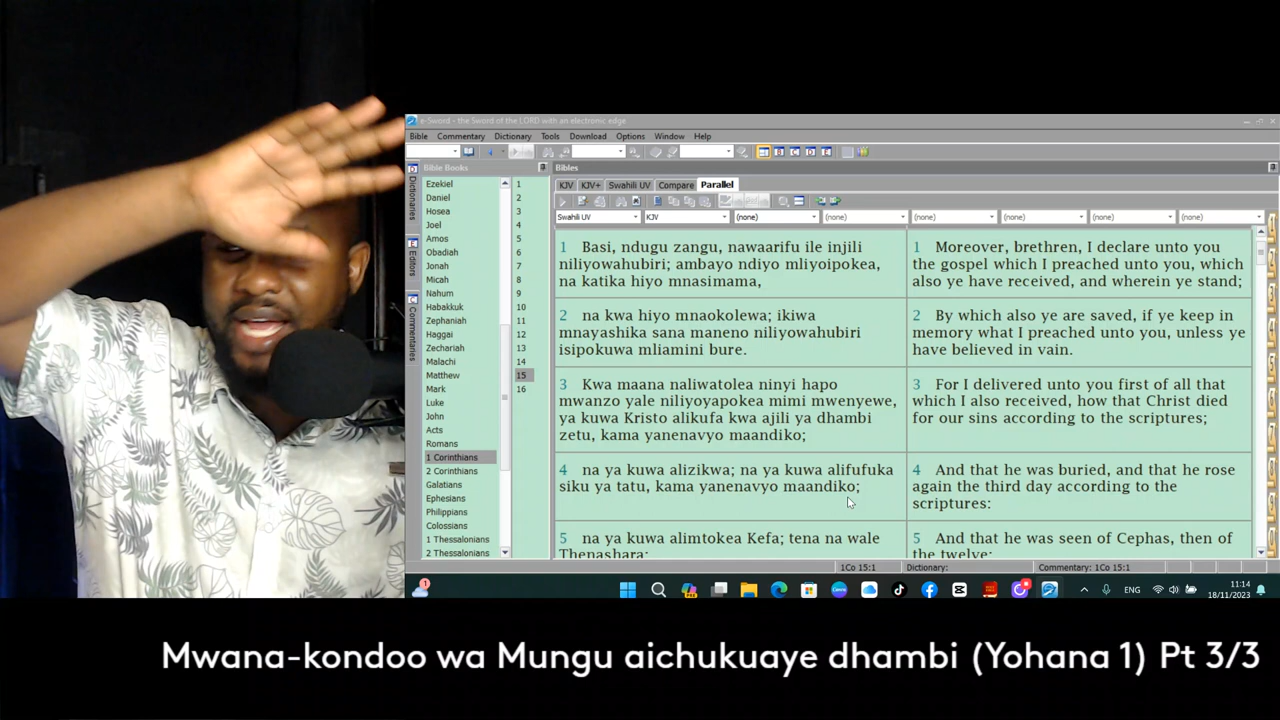 e-Sword - the Sword of the LORD with an electronic edge
Bible Commentary Dictionary Tools Download Options Window Help
Bible Books
Ezekiel
Daniel
Hosea
Joel
Amos
Obadiah
Jonah
Micah
Nahum
Habakkuk
Zephaniah
Haggai
Zechariah
Malachi
Matthew
Mark
Luke
John
Acts
Romans
1 Corinthians
2 Corinthians
Galatians
Ephesians
Philippians
Colossians
1 Thessalonians
2 Thessalonians
1
2
3
4
5
6
7
8
9
10
11
12
13
14
15
16
Dictionaries
Editors
Commentaries
Bibles
KJV KJV+ Swahili UV Compare Parallel
Swahili UV KJV (none) (none) (none) (none) (none) (none)
1 Basi, ndugu zangu, nawaarifu ile injili
niliyowahubiri; ambayo ndiyo mliyoipokea,
na katika hiyo mnasimama,
1 Moreover, brethren, I declare unto you
the gospel which I preached unto you, which
also ye have received, and wherein ye stand;
2 na kwa hiyo mnaokolewa; ikiwa
mnayashika sana maneno niliyowahubiri
isipokuwa mliamini bure.
2 By which also ye are saved, if ye keep in
memory what I preached unto you, unless ye
have believed in vain.
3 Kwa maana naliwatolea ninyi hapo
mwanzo yale niliyoyapokea mimi mwenyewe,
ya kuwa Kristo alikufa kwa ajili ya dhambi
zetu, kama yanenavyo maandiko;
3 For I delivered unto you first of all that
which I also received, how that Christ died
for our sins according to the scriptures;
4 na ya kuwa alizikwa; na ya kuwa alifufuka
siku ya tatu, kama yanenavyo maandiko;
4 And that he was buried, and that he rose
again the third day according to the
scriptures:
5 na ya kuwa alimtokea Kefa; tena na wale
Thenashara;
5 And that he was seen of Cephas, then of
the twelve:
1Co 15:1 Dictionary: Commentary: 1Co 15:1
1
ENG
11:14
18/11/2023
Mwana-kondoo wa Mungu aichukuaye dhambi (Yohana 1) Pt 3/3